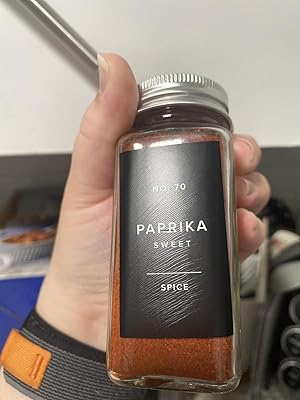 NO. 70
PAPRIKA
SWEET
SPICE